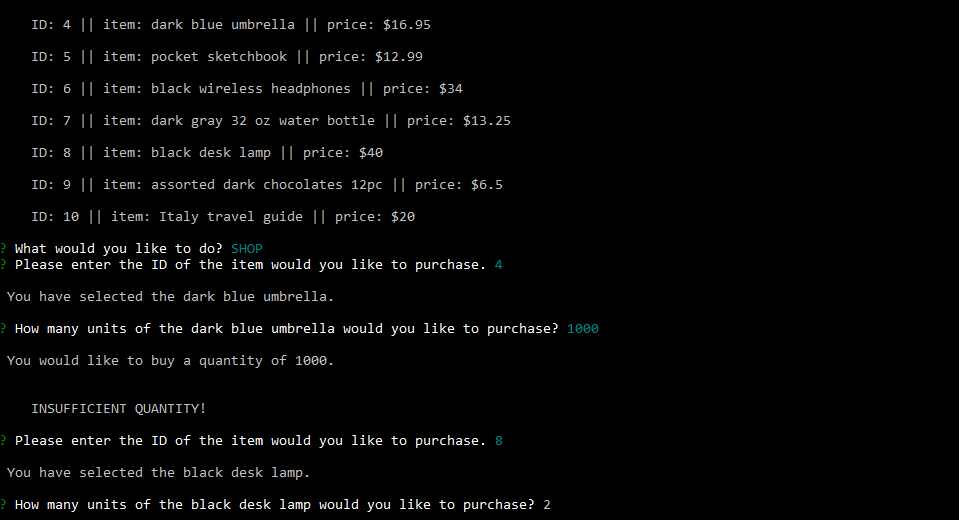 ID: 4 || item: dark blue umbrella || price: $16.95
ID: 5 || item: pocket sketchbook || price: $12.99
ID: 6 || item: black wireless headphones || price: $34
ID: 7 || item: dark gray 32 oz water bottle || price: $13.25
ID: 8 || item: black desk lamp || price: $40
ID: 9 || item: assorted dark chocolates 12pc || price: $6.5
ID: 10 || item: Italy travel guide || price: $20
? What would you like to do? SHOP
? Please enter the ID of the item would you like to purchase. 4
You have selected the dark blue umbrella.
? How many units of the dark blue umbrella would you like to purchase? 1000
You would like to buy a quantity of 1000.
INSUFFICIENT QUANTITY!
? Please enter the ID of the item would you like to purchase. 8
You have selected the black desk lamp.
? How many units of the black desk lamp would you like to purchase? 2